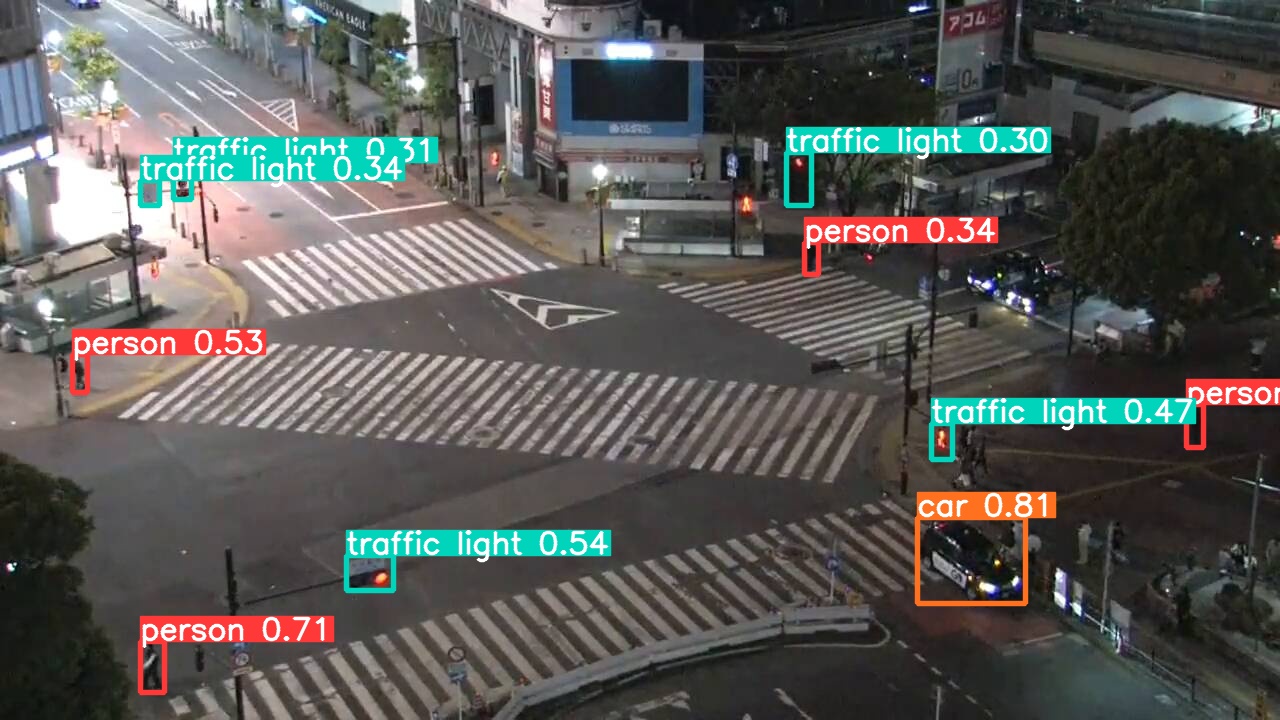 AMERICAN EAGLE
アコム
traffic light 0.31
traffic light 0.34
traffic light 0.30
person 0.34
person 0.53
person
traffic light 0.47
car 0.81
traffic light 0.54
person 0.71